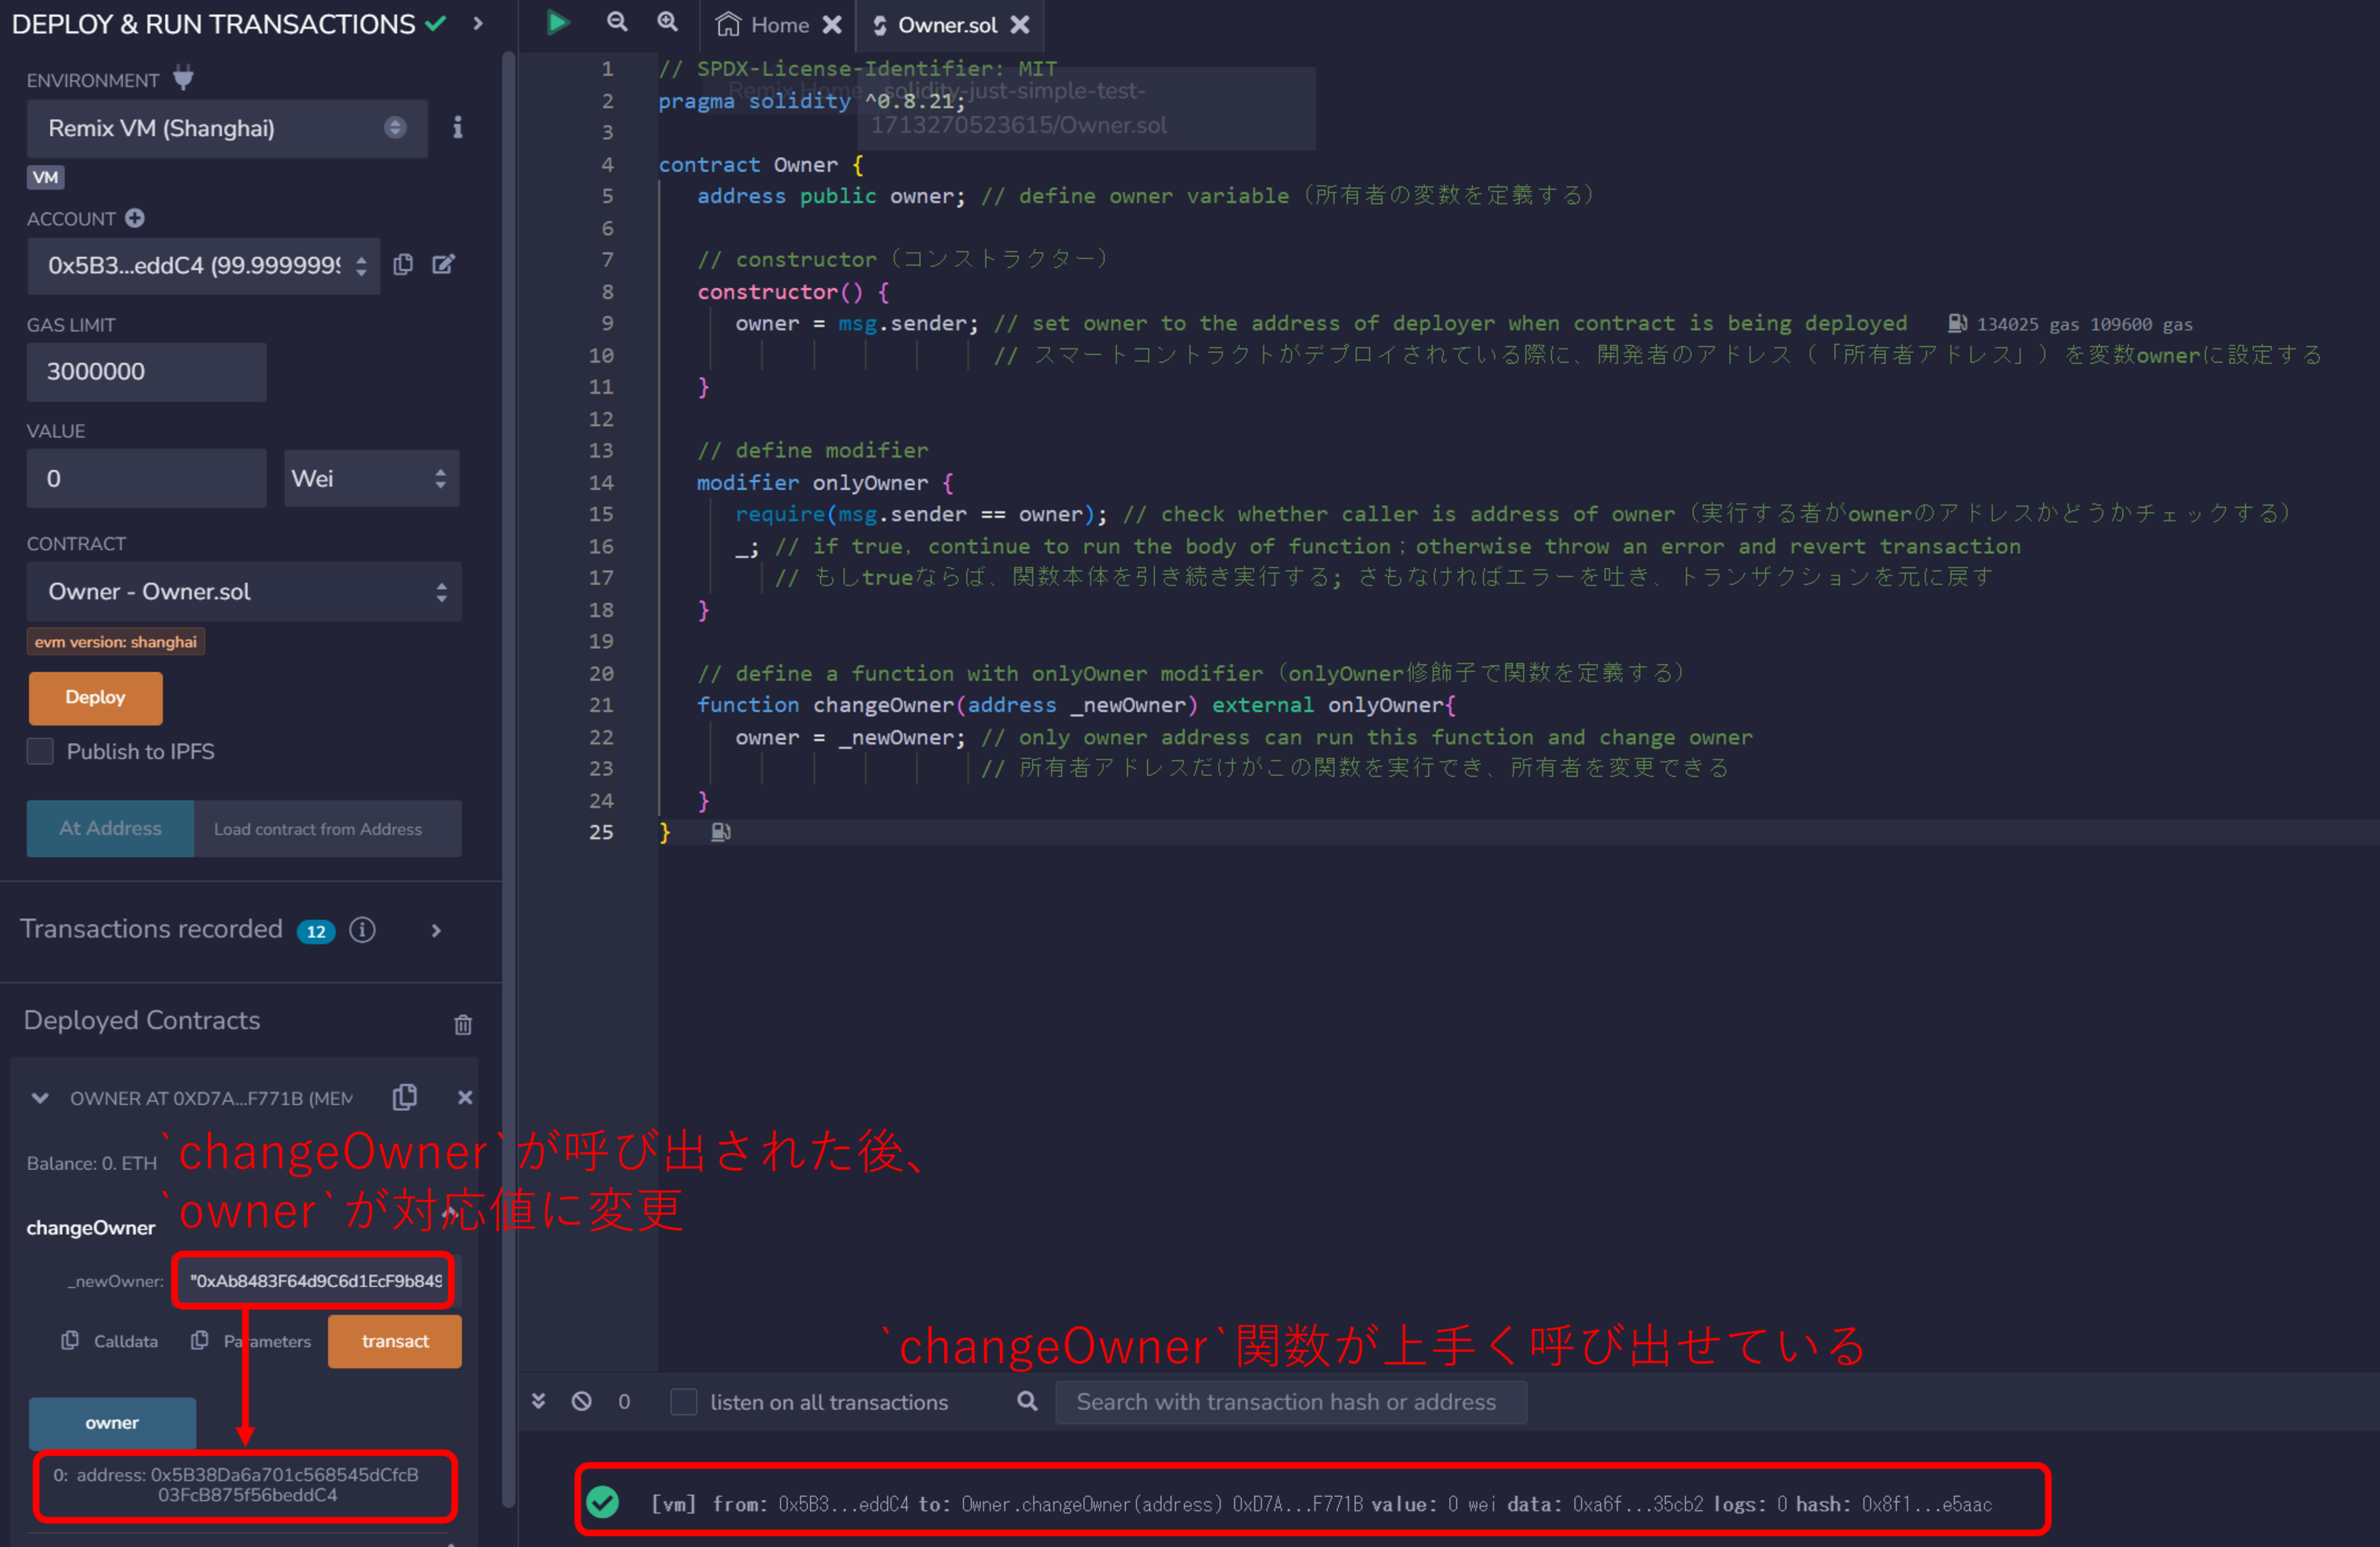 DEPLOY & RUN TRANSACTIONS
ENVIRONMENT
Remix VM (Shanghai)
VM
ACCOUNT
0x5B3...eddC4 (99.9999999
GAS LIMIT
3000000
VALUE
0
Wei
CONTRACT
Owner - Owner.sol
evm version: shanghai
Deploy
Publish to IPFS
At Address
Load contract from Address
Transactions recorded 12
Deployed Contracts
OWNER AT 0XD7A...F771B (MEM
Balance: 0. ETH
changeOwner
_newOwner:
"0xAb8483F64d9C6d1EcF9b849
Calldata
Parameters
transact
owner
0: address: 0x5B38Da6a701c568545dCfcB
03FcB875f56beddC4
Home
Owner.sol
Remix Home
solidity-just-simple-test-
1713270523615/Owner.sol
1 // SPDX-License-Identifier: MIT
2 pragma solidity ^0.8.21;
3
4 contract Owner {
5 address public owner; // define owner variable（所有者の変数を定義する）
6
7 // constructor（コンストラクター）
8 constructor() {
9 owner = msg.sender; // set owner to the address of deployer when contract is being deployed 134025 gas 109600 gas
10 // スマートコントラクトがデプロイされている際に、開発者のアドレス（「所有者アドレス」）を変数ownerに設定する
11 }
12
13 // define modifier
14 modifier onlyOwner {
15 require(msg.sender == owner); // check whether caller is address of owner（実行する者がownerのアドレスかどうかチェックする）
16 _; // if true，continue to run the body of function；otherwise throw an error and revert transaction
17 // もしtrueならば、関数本体を引き続き実行する; さもなければエラーを吐き、トランザクションを元に戻す
18 }
19
20 // define a function with onlyOwner modifier（onlyOwner修飾子で関数を定義する）
21 function changeOwner(address _newOwner) external onlyOwner{
22 owner = _newOwner; // only owner address can run this function and change owner
23 // 所有者アドレスだけがこの関数を実行でき、所有者を変更できる
24 }
25 }
`changeOwner`が呼び出された後、
`owner`が対応値に変更
`changeOwner`関数が上手く呼び出せている
0
listen on all transactions
Search with transaction hash or address
[vm] from: 0x5B3...eddC4 to: Owner.changeOwner(address) 0xD7A...F771B value: 0 wei data: 0xa6f...35cb2 logs: 0 hash: 0x8f1...e5aac